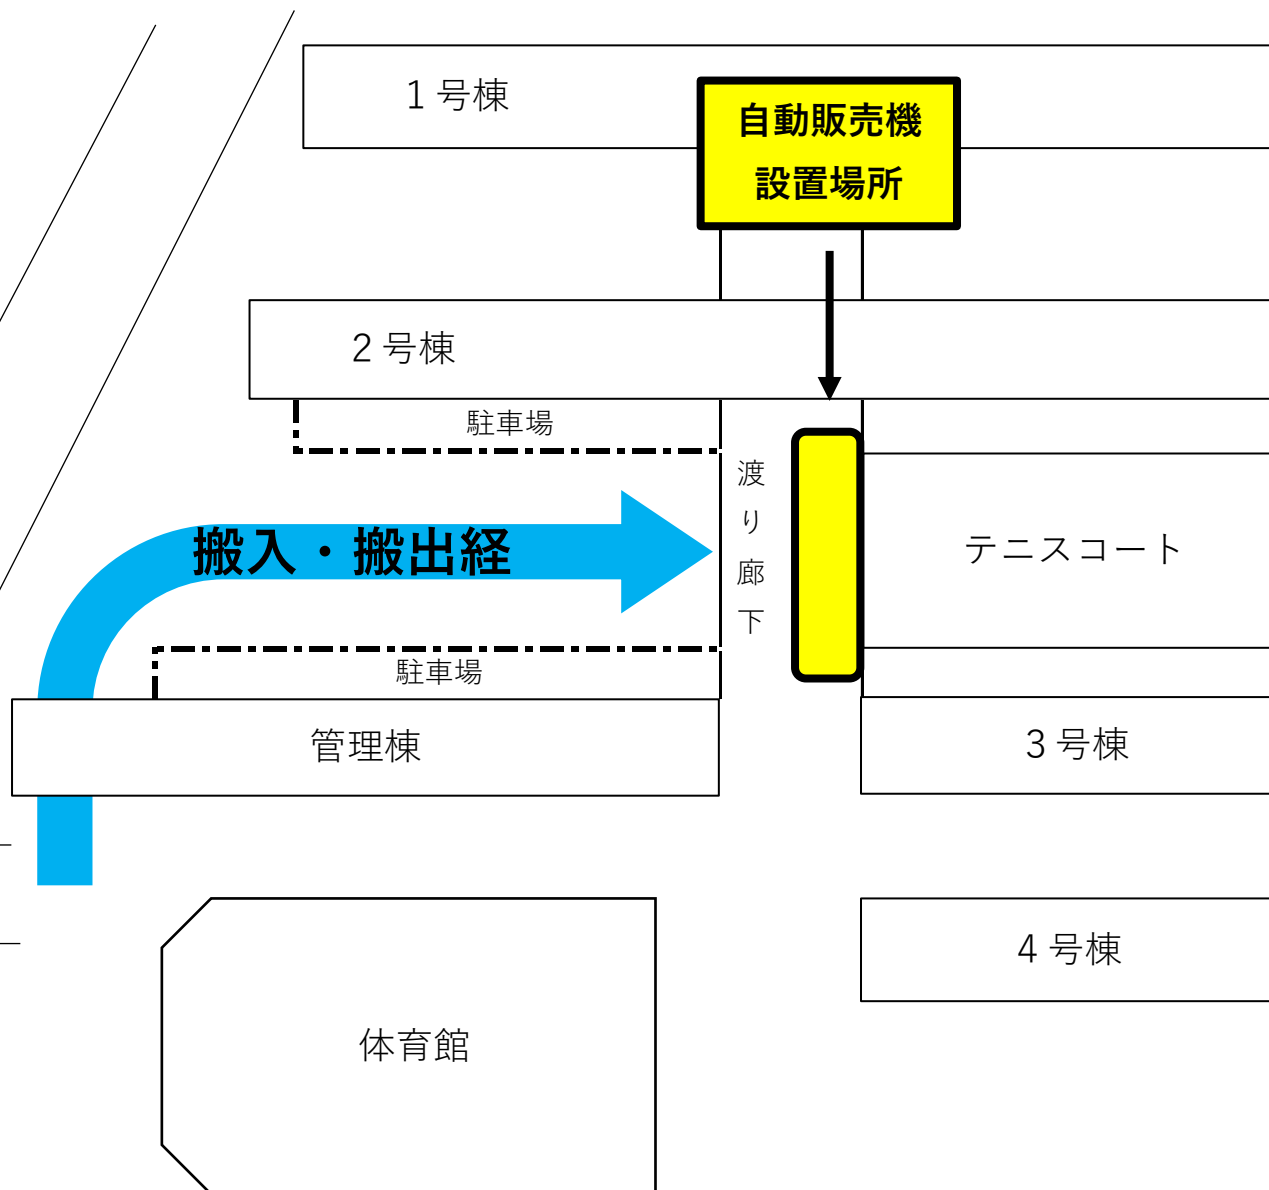 1号棟
自動販売機
設置場所
2号棟
駐車場
渡り廊下
搬入・搬出経
テニスコート
駐車場
管理棟
3号棟
4号棟
体育館